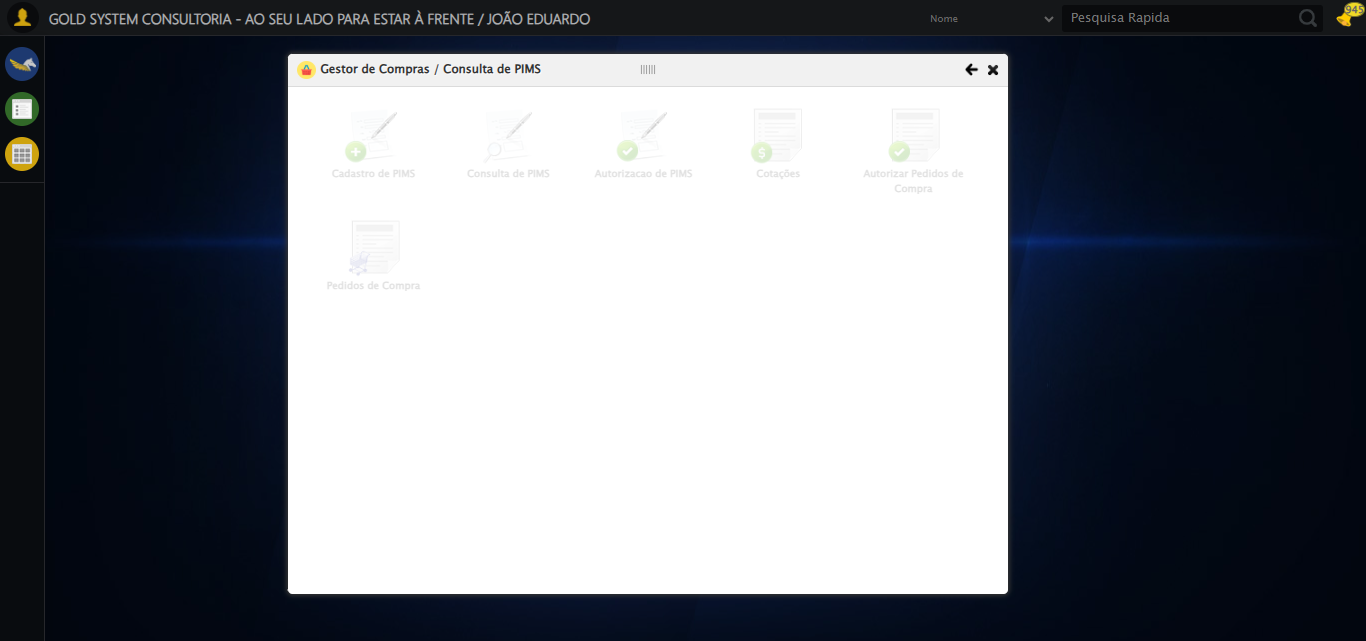 GOLD SYSTEM CONSULTORIA - AO SEU LADO PARA ESTAR À FRENTE / JOÃO EDUARDO
Nome
Pesquisa Rapida
945
Gestor de Compras / Consulta de PIMS
Cadastro de PIMS
Consulta de PIMS
Autorizacao de PIMS
Cotações
Autorizar Pedidos de
Compra
Pedidos de Compra